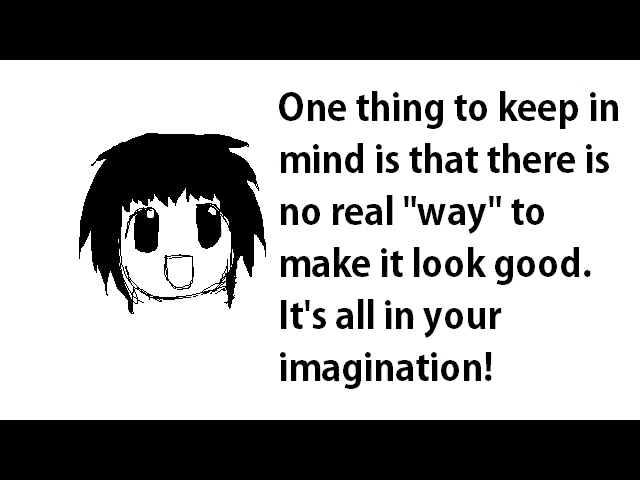 One thing to keep in
mind is that there is
no real "way" to
make it look good.
It's all in your
imagination!